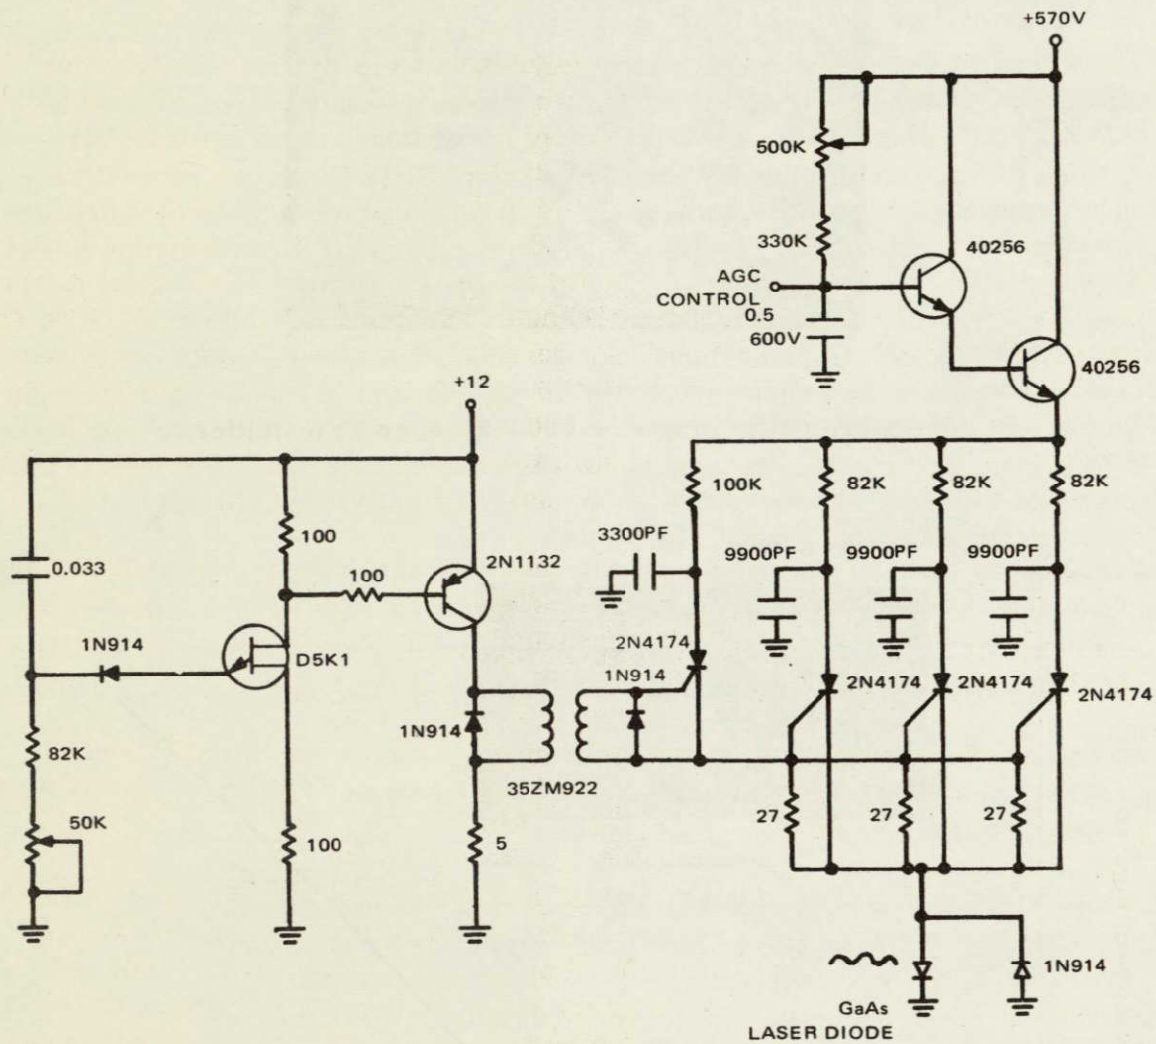 +570V
500K
330K
40256
AGC
CONTROL
0.5
600V
40256
+12
100K
82K
82K
82K
3300PF
9900PF
9900PF
9900PF
0.033
100
100
2N1132
1N914
D5K1
2N4174
1N914
2N4174
2N4174
2N4174
1N914
82K
35ZM922
50K
100
5
27
27
27
1N914
GaAs
LASER DIODE